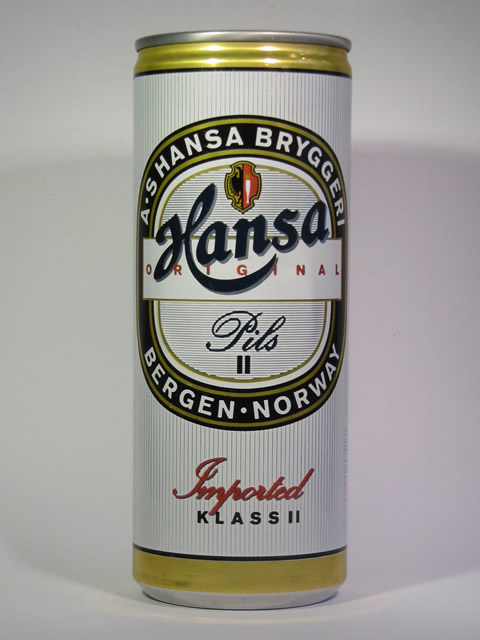 A·S HANSA BRYGGERI
Hansa
ORIGINAL
Pils
II
BERGEN·NORWAY
Imported
KLASS II